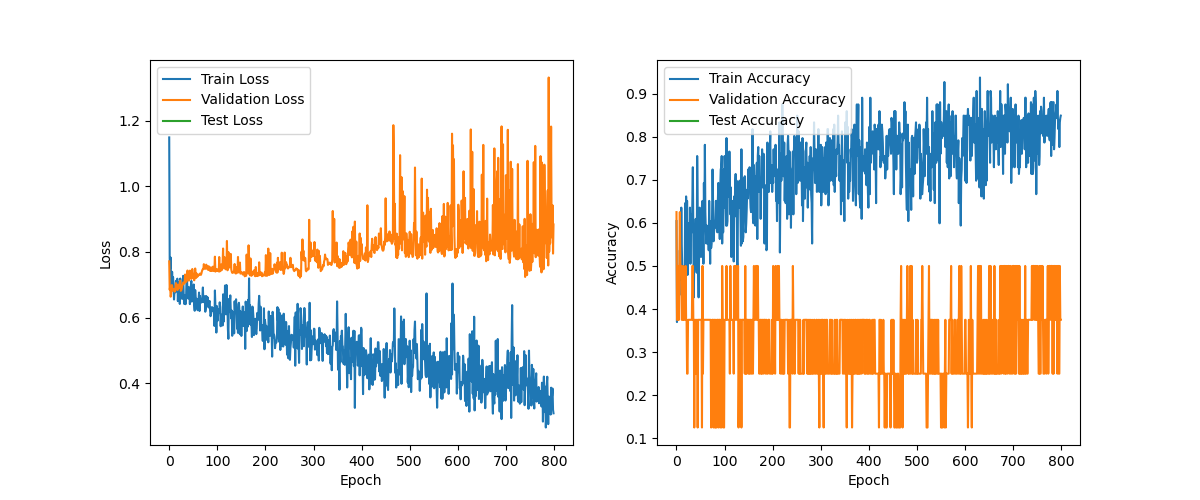 Train Loss
Validation Loss
Test Loss
1.2
1.0
0.8
0.6
0.4
Loss
0 100 200 300 400 500 600 700 800
Epoch
Train Accuracy
Validation Accuracy
Test Accuracy
0.9
0.8
0.7
0.6
0.5
0.4
0.3
0.2
0.1
Accuracy
0 100 200 300 400 500 600 700 800
Epoch